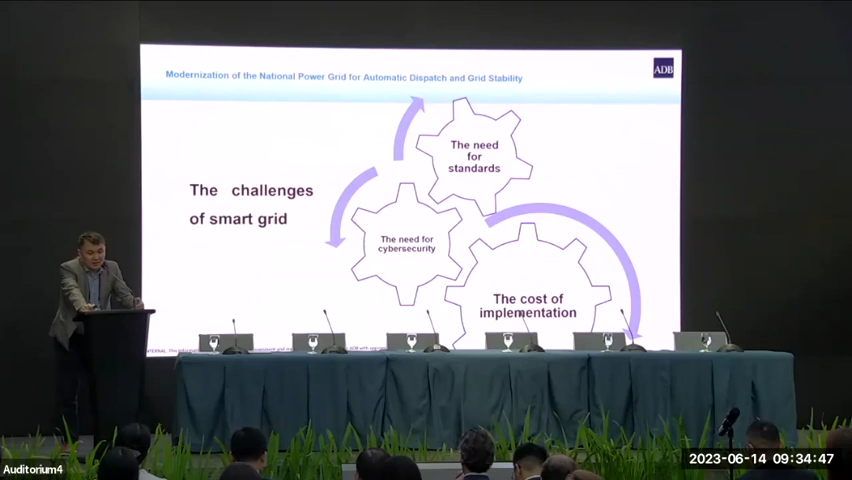 Modernization of the National Power Grid for Automatic Dispatch and Grid Stability
ADB
The challenges
of smart grid
The need
for
standards
The need for
cybersecurity
The cost of
implementation
Auditorium4
2023-06-14 09:34:47